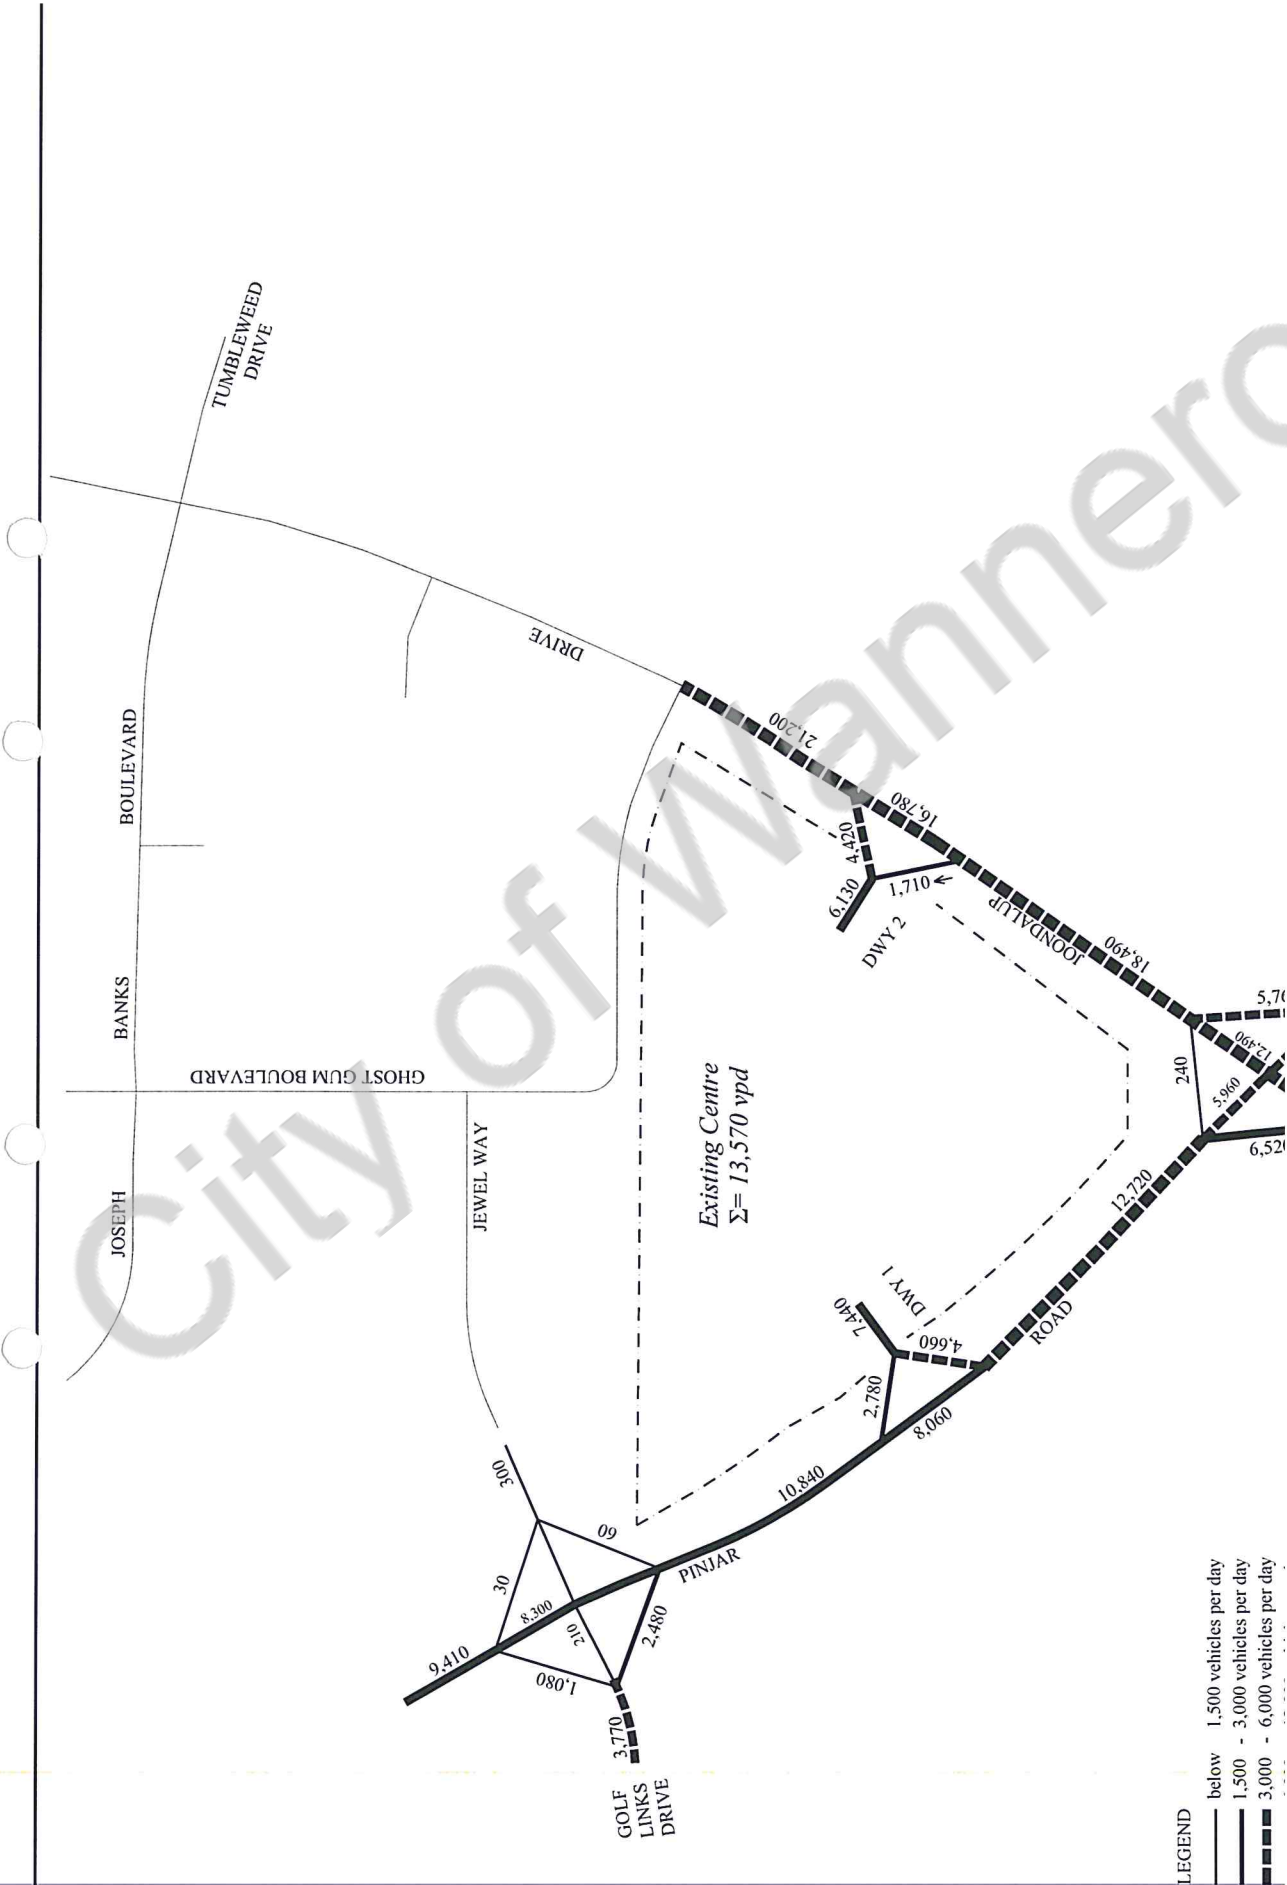 TUMBLEWEED
DRIVE
BOULEVARD
BANKS
JOSEPH
GHOST GUM BOULEVARD
JEWEL WAY
DRIVE
21,200
16,780
4,420
6,130
1,710
DWY 2
JOONDALUP
18,490
240
12,490
5,960
12,720
Existing Centre
Σ= 13,570 vpd
DWY 1
7,440
4,660
2,780
ROAD
8,060
10,840
PINJAR
300
60
30
8,300
210
2,480
9,410
1,080
3,770
GOLF
LINKS
DRIVE
LEGEND
below 1,500 vehicles per day
1,500 - 3,000 vehicles per day
3,000 - 6,000 vehicles per day
City of Wannero